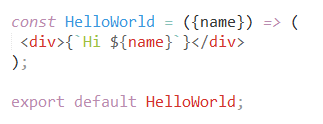 const HelloWorld = ({name}) => (
 <div>{`Hi ${name}`}</div>
);

export default HelloWorld;